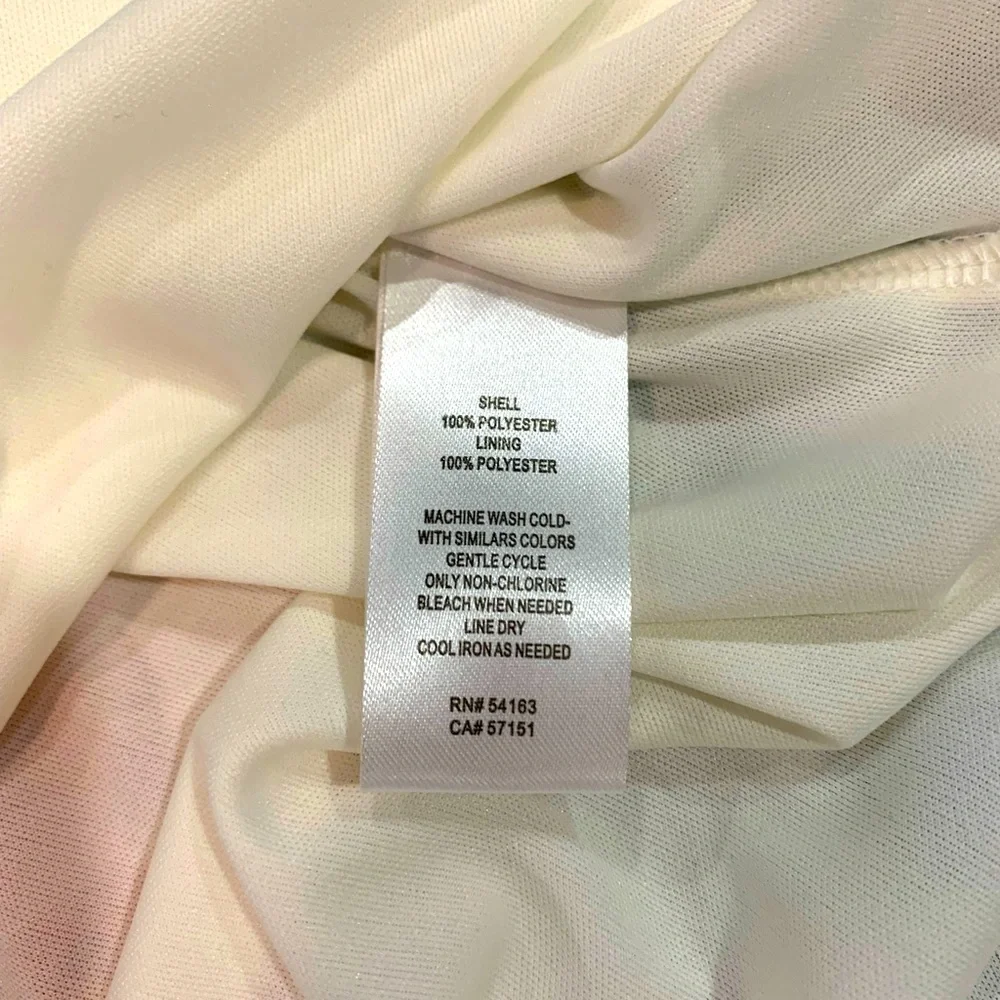 SHELL
100% POLYESTER
LINING
100% POLYESTER
MACHINE WASH COLD-
WITH SIMILARS COLORS
GENTLE CYCLE
ONLY NON-CHLORINE
BLEACH WHEN NEEDED
LINE DRY
COOL IRON AS NEEDED
RN# 54163
CA# 57151